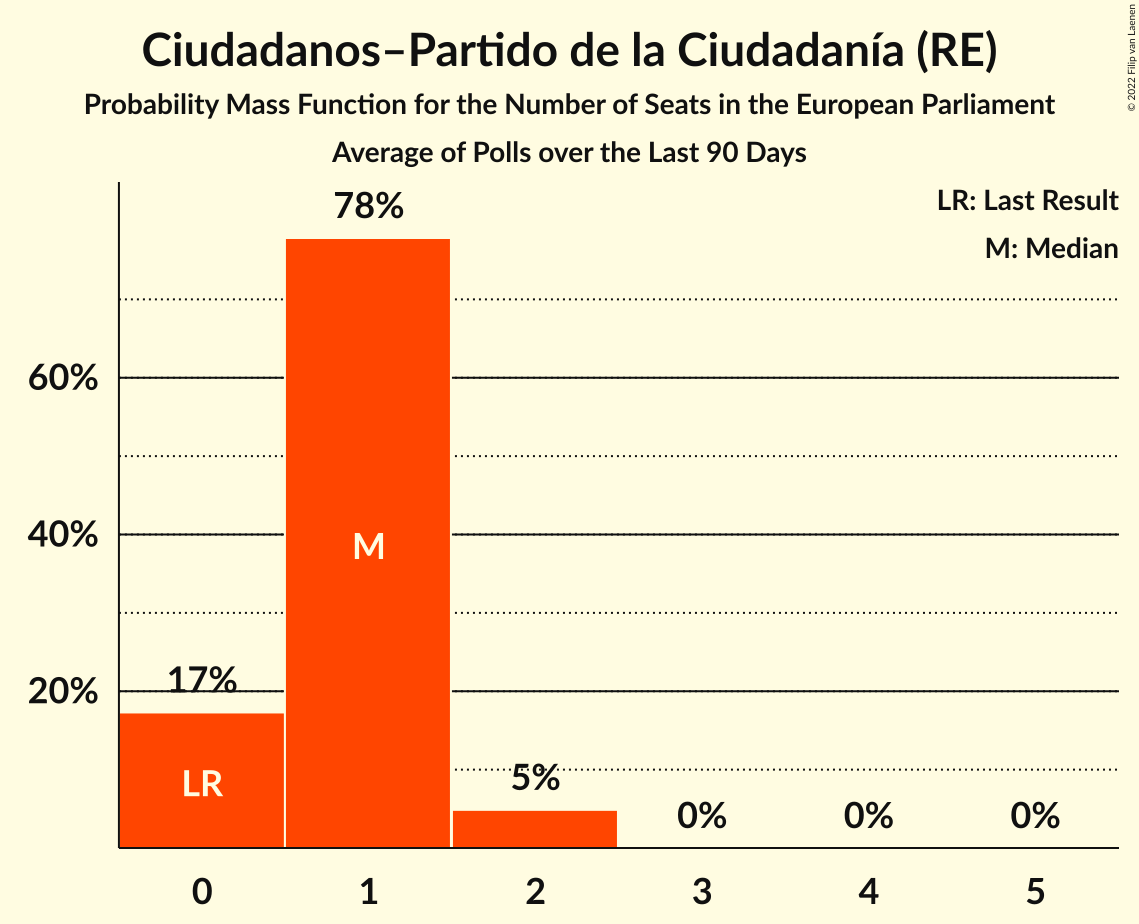 Ciudadanos–Partido de la Ciudadanía (RE)
Probability Mass Function for the Number of Seats in the European Parliament
Average of Polls over the Last 90 Days
© 2022 Filip van Laenen
LR: Last Result
M: Median
78%
60%
40%
20%
17%
5%
0%
0%
0%
M
LR
0
1
2
3
4
5